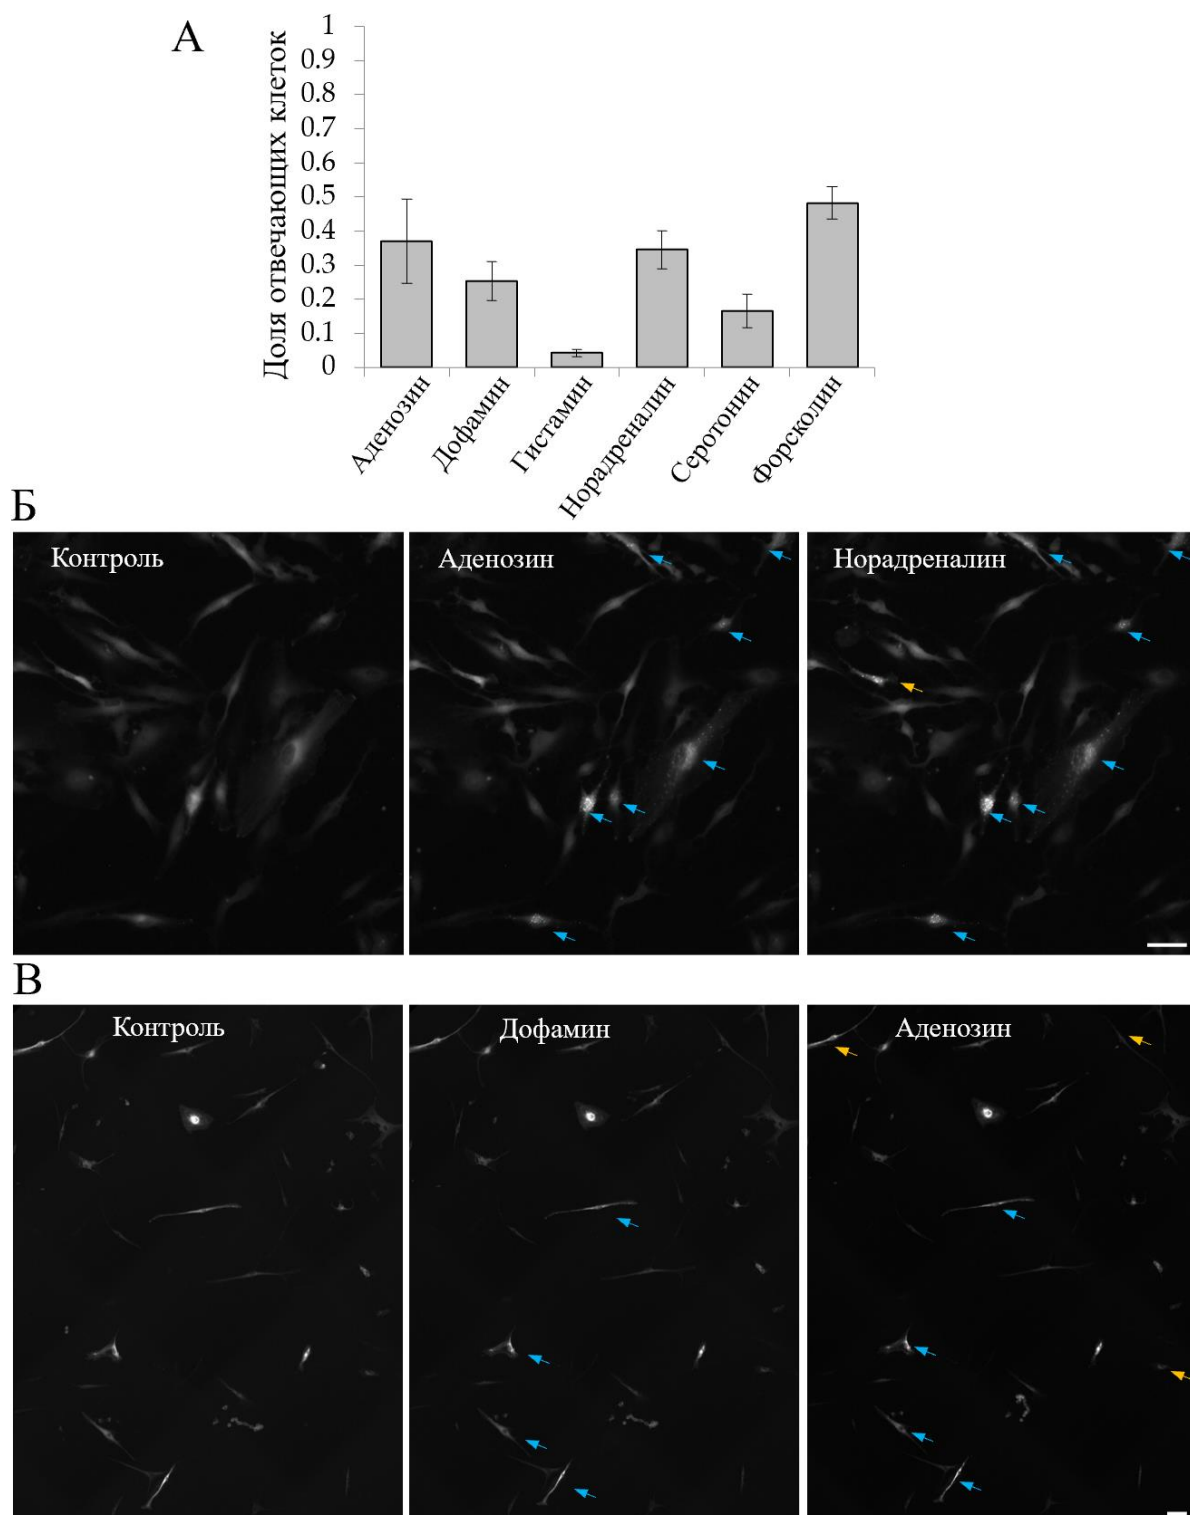 А
Доля отвечающих клеток
1
0.9
0.8
0.7
0.6
0.5
0.4
0.3
0.2
0.1
0
Аденозин
Дофамин
Гистамин
Норадреналин
Серотонин
Форсколин
Б
Контроль
Аденозин
Норадреналин
В
Контроль
Дофамин
Аденозин